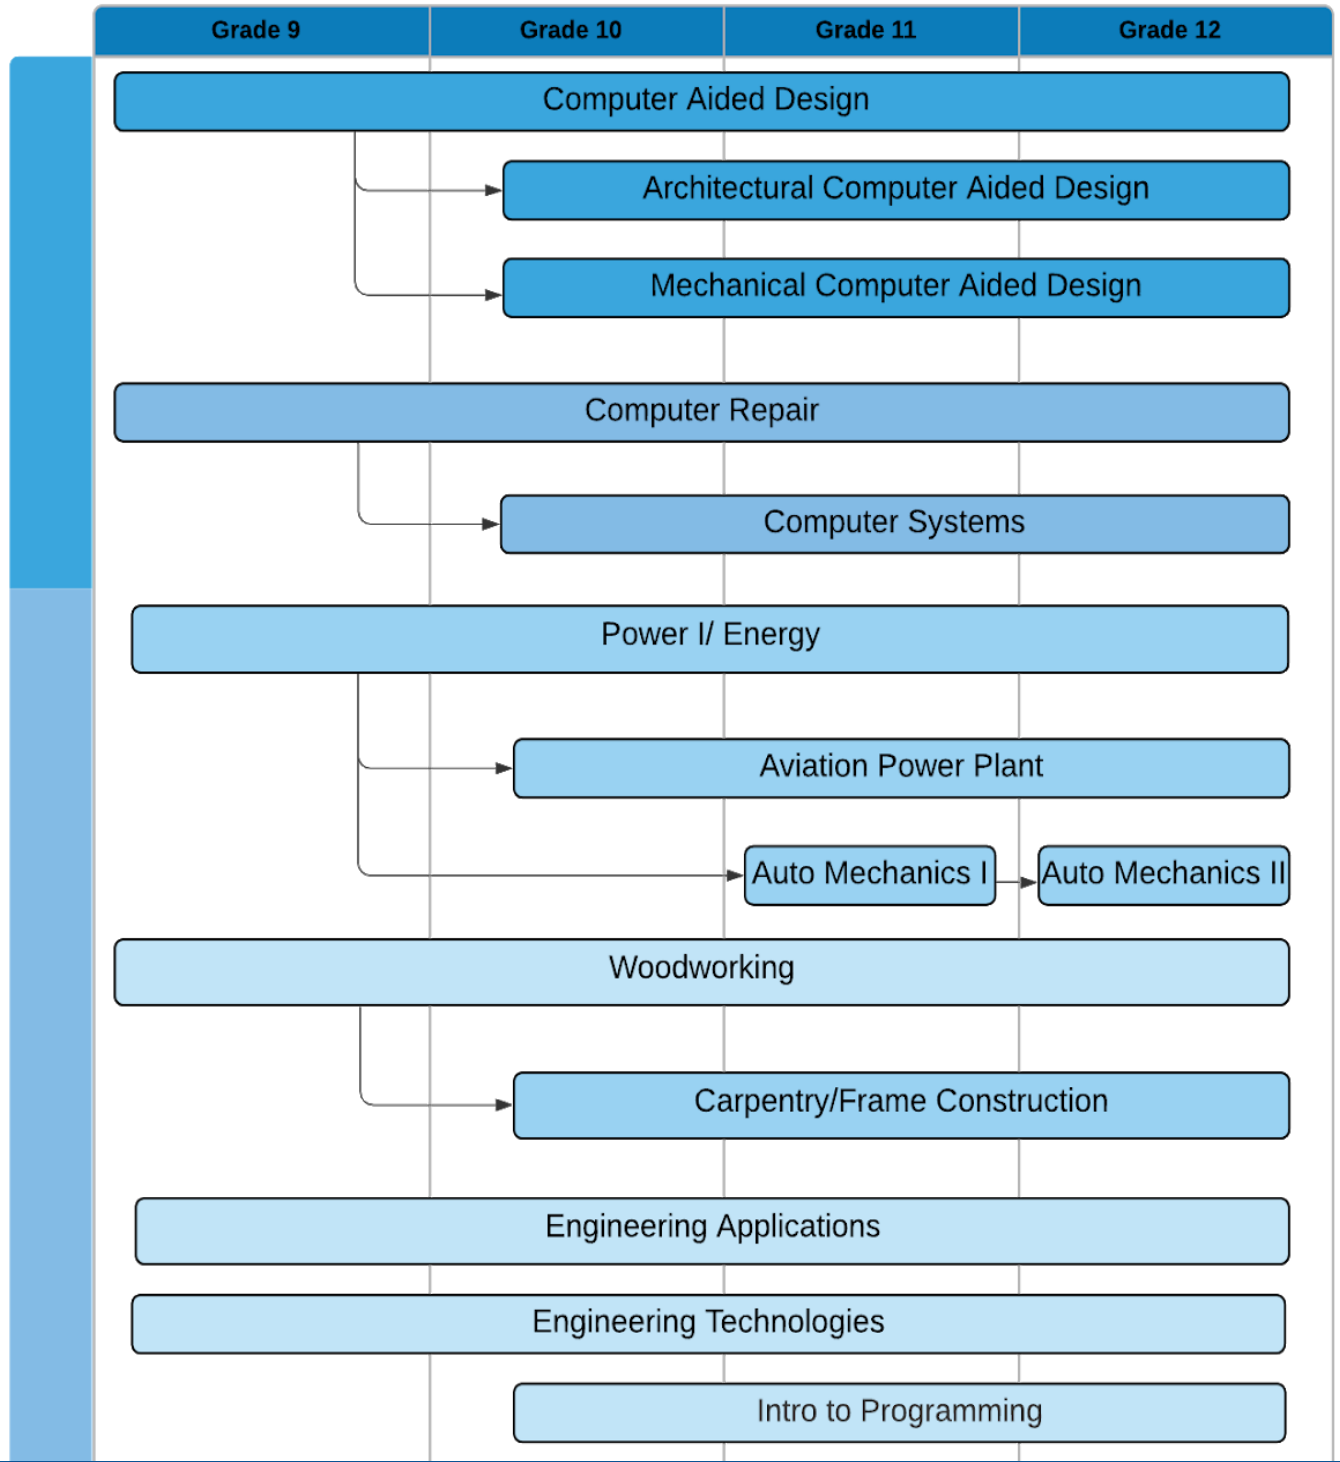 Grade 9
Grade 10
Grade 11
Grade 12
Computer Aided Design
Architectural Computer Aided Design
Mechanical Computer Aided Design
Computer Repair
Computer Systems
Power I/ Energy
Aviation Power Plant
Auto Mechanics I
Auto Mechanics II
Woodworking
Carpentry/Frame Construction
Engineering Applications
Engineering Technologies
Intro to Programming